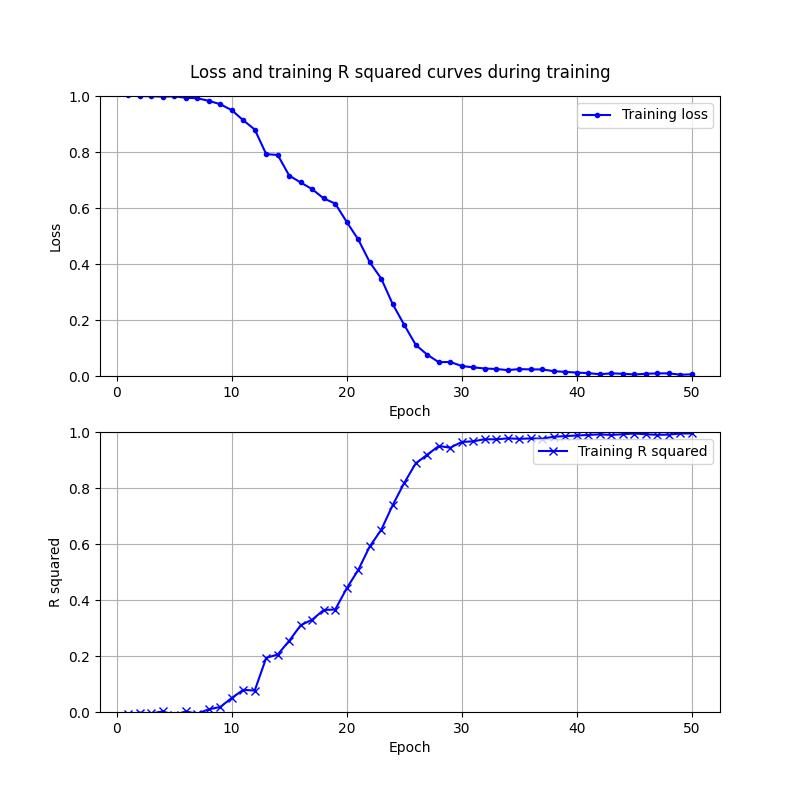 Loss and training R squared curves during training
1.0
Training loss
0.8
0.6
Loss
0.4
0.2
0.0
0 10 20 30 40 50
Epoch
1.0
Training R squared
0.8
0.6
R squared
0.4
0.2
0.0
0 10 20 30 40 50
Epoch